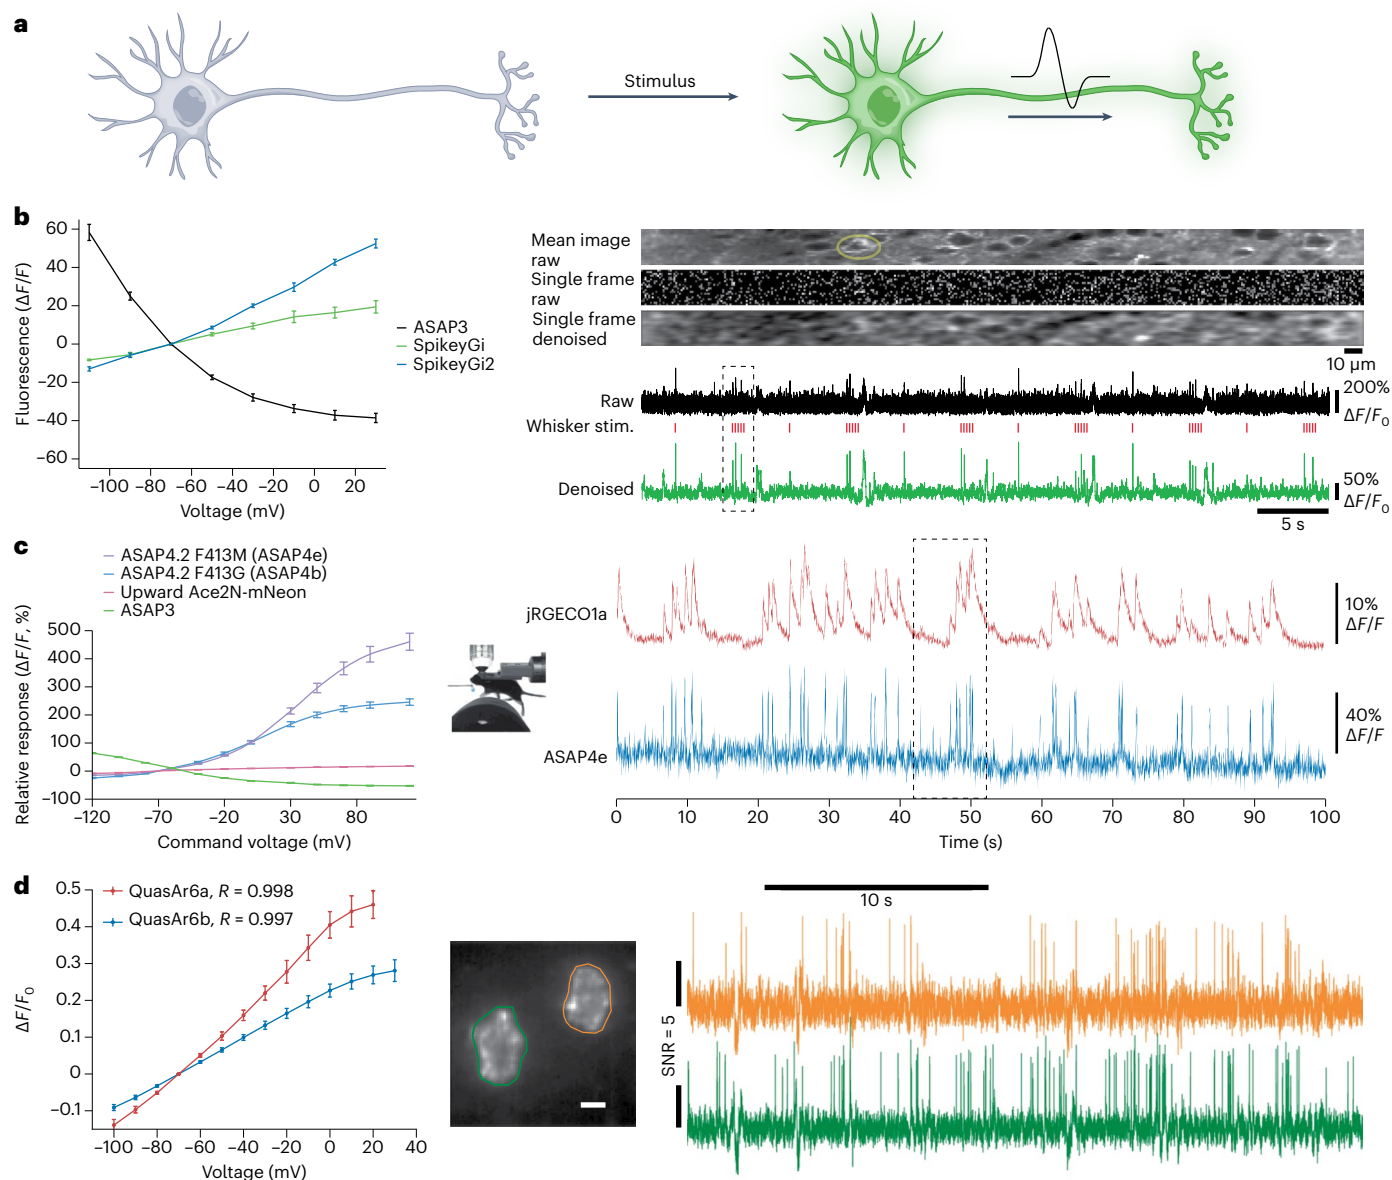 a
Stimulus
b
60
40
20
0
−20
−40
−60
Fluorescence (ΔF/F)
−100 −80 −60 −40 −20 0 20
Voltage (mV)
ASAP3
SpikeyGi
SpikeyGi2
Mean image
raw
Single frame
raw
Single frame
denoised
10 µm
Raw
200%
ΔF/F0
Whisker stim.
Denoised
50%
ΔF/F0
5 s
c
ASAP4.2 F413M (ASAP4e)
ASAP4.2 F413G (ASAP4b)
Upward Ace2N-mNeon
ASAP3
500
400
300
200
100
0
−100
Relative response (ΔF/F, %)
−120 −70 −20 30 80
Command voltage (mV)
jRGECO1a
10%
ΔF/F
ASAP4e
40%
ΔF/F
0 10 20 30 40 50 60 70 80 90 100
Time (s)
d
QuasAr6a, R = 0.998
QuasAr6b, R = 0.997
0.5
0.4
0.3
0.2
0.1
0
−0.1
ΔF/F0
−100 −80 −60 −40 −20 0 20 40
Voltage (mV)
10 s
SNR = 5